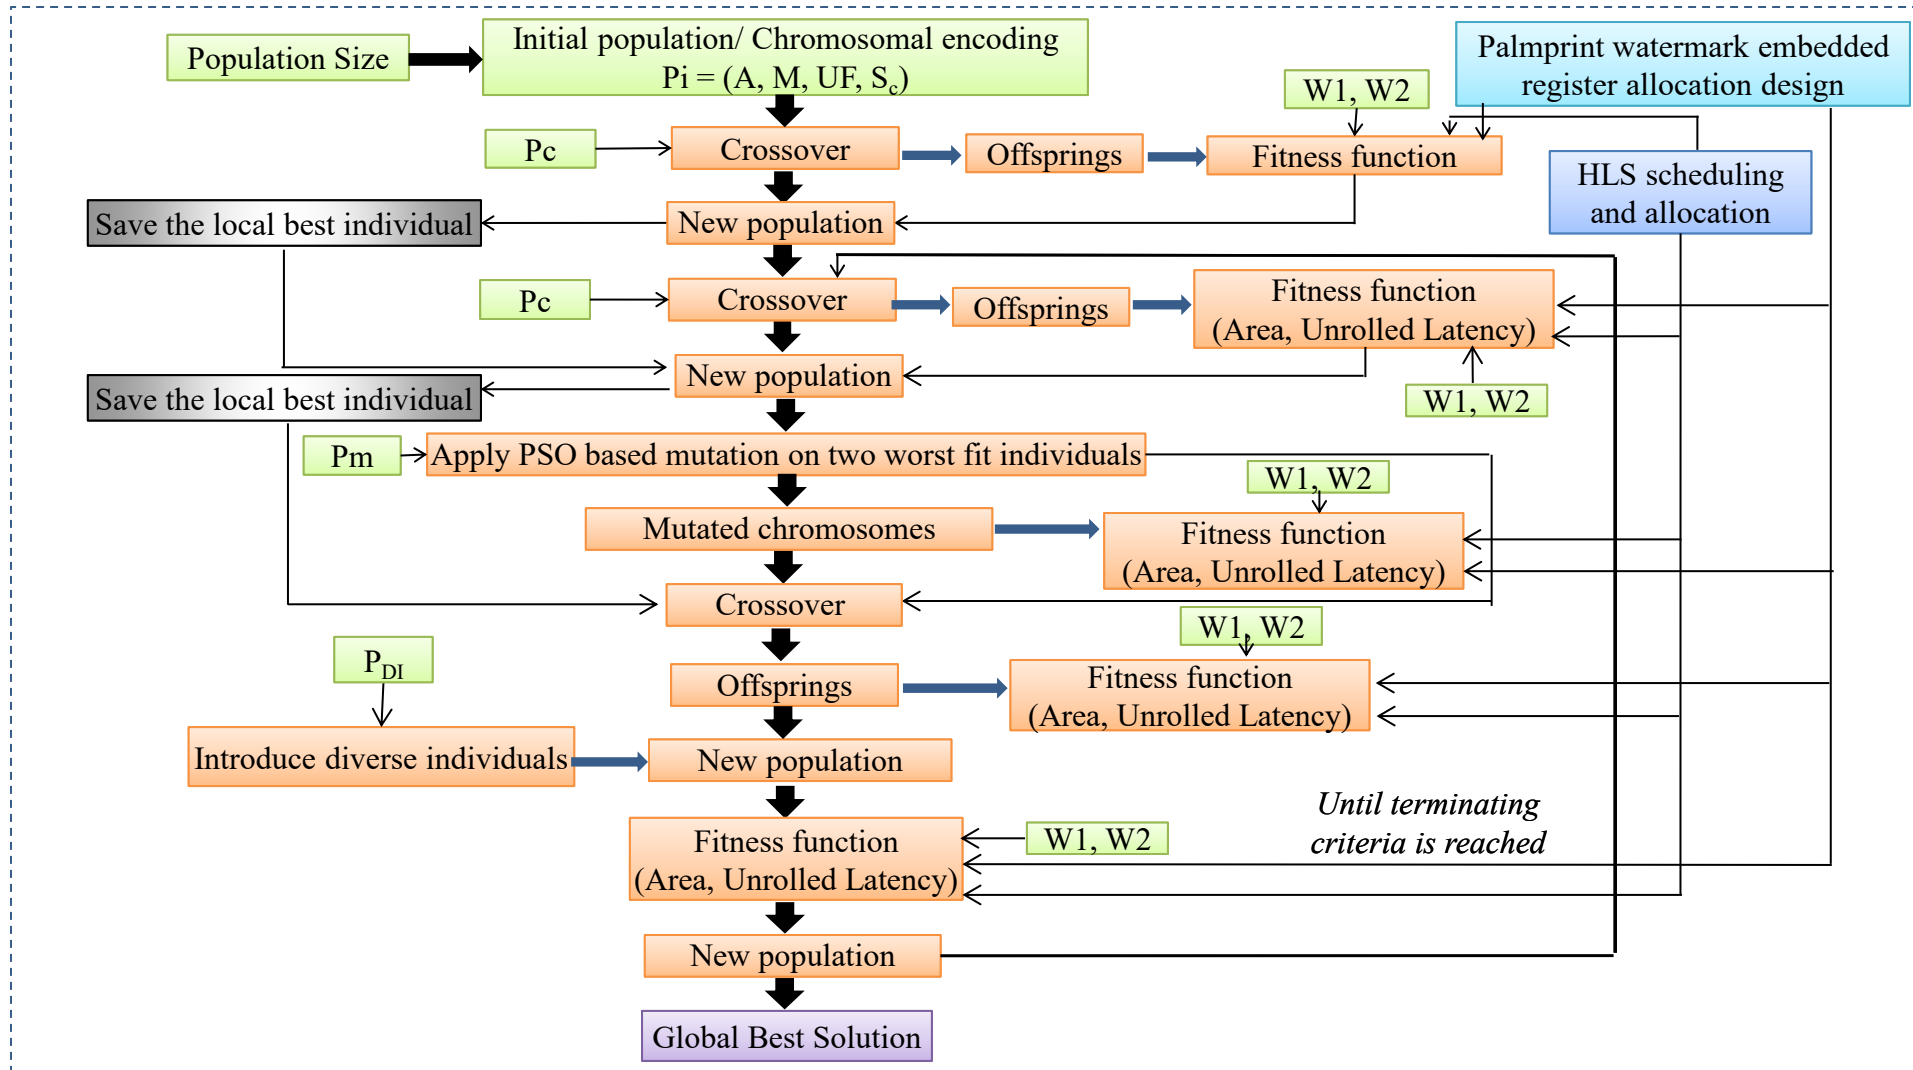 Population Size
Initial population/ Chromosomal encoding
Pi = (A, M, UF, Sc)
Palmprint watermark embedded
register allocation design
W1, W2
Pc
Crossover
Offsprings
Fitness function
HLS scheduling
and allocation
Save the local best individual
New population
Pc
Crossover
Offsprings
Fitness function
(Area, Unrolled Latency)
New population
W1, W2
Save the local best individual
Pm
Apply PSO based mutation on two worst fit individuals
W1, W2
Mutated chromosomes
Fitness function
(Area, Unrolled Latency)
Crossover
W1, W2
PDI
Offsprings
Fitness function
(Area, Unrolled Latency)
Introduce diverse individuals
New population
Until terminating
criteria is reached
Fitness function
(Area, Unrolled Latency)
W1, W2
New population
Global Best Solution